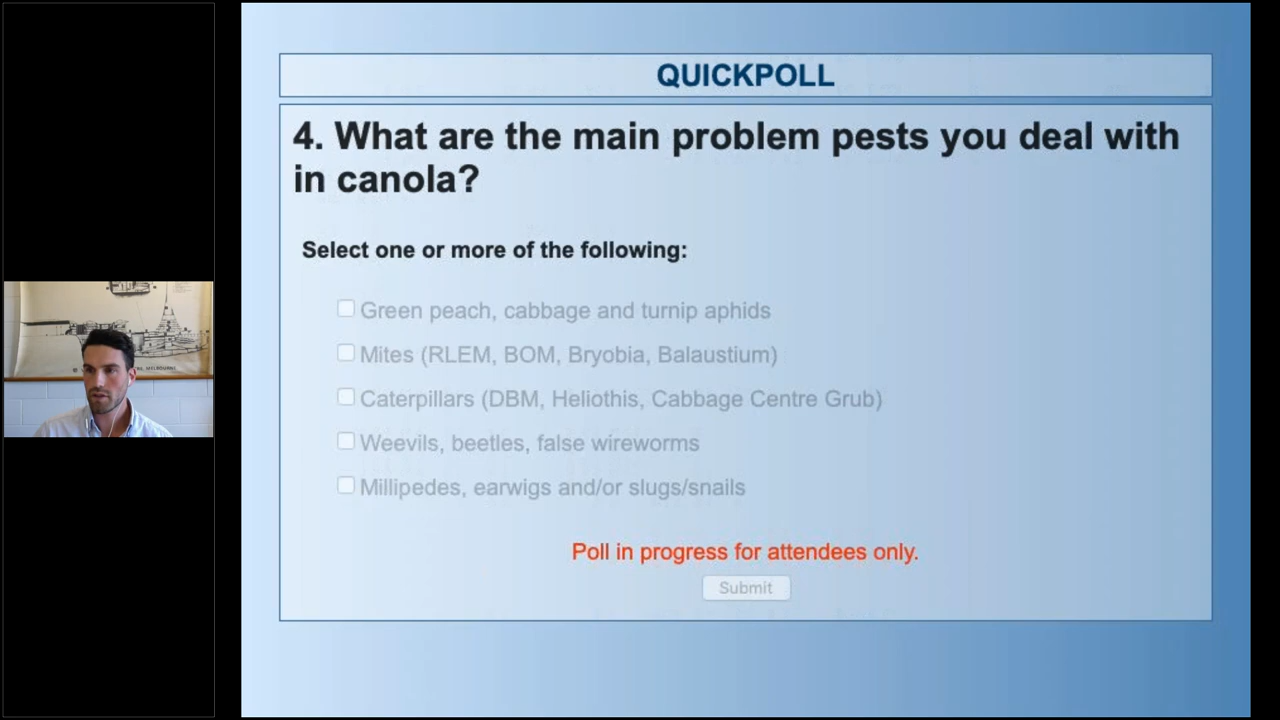 QUICKPOLL
4. What are the main problem pests you deal with
in canola?
Select one or more of the following:
Green peach, cabbage and turnip aphids
Mites (RLEM, BOM, Bryobia, Balaustium)
Caterpillars (DBM, Heliothis, Cabbage Centre Grub)
Weevils, beetles, false wireworms
Millipedes, earwigs and/or slugs/snails
Poll in progress for attendees only.
Submit
MELBOURNE